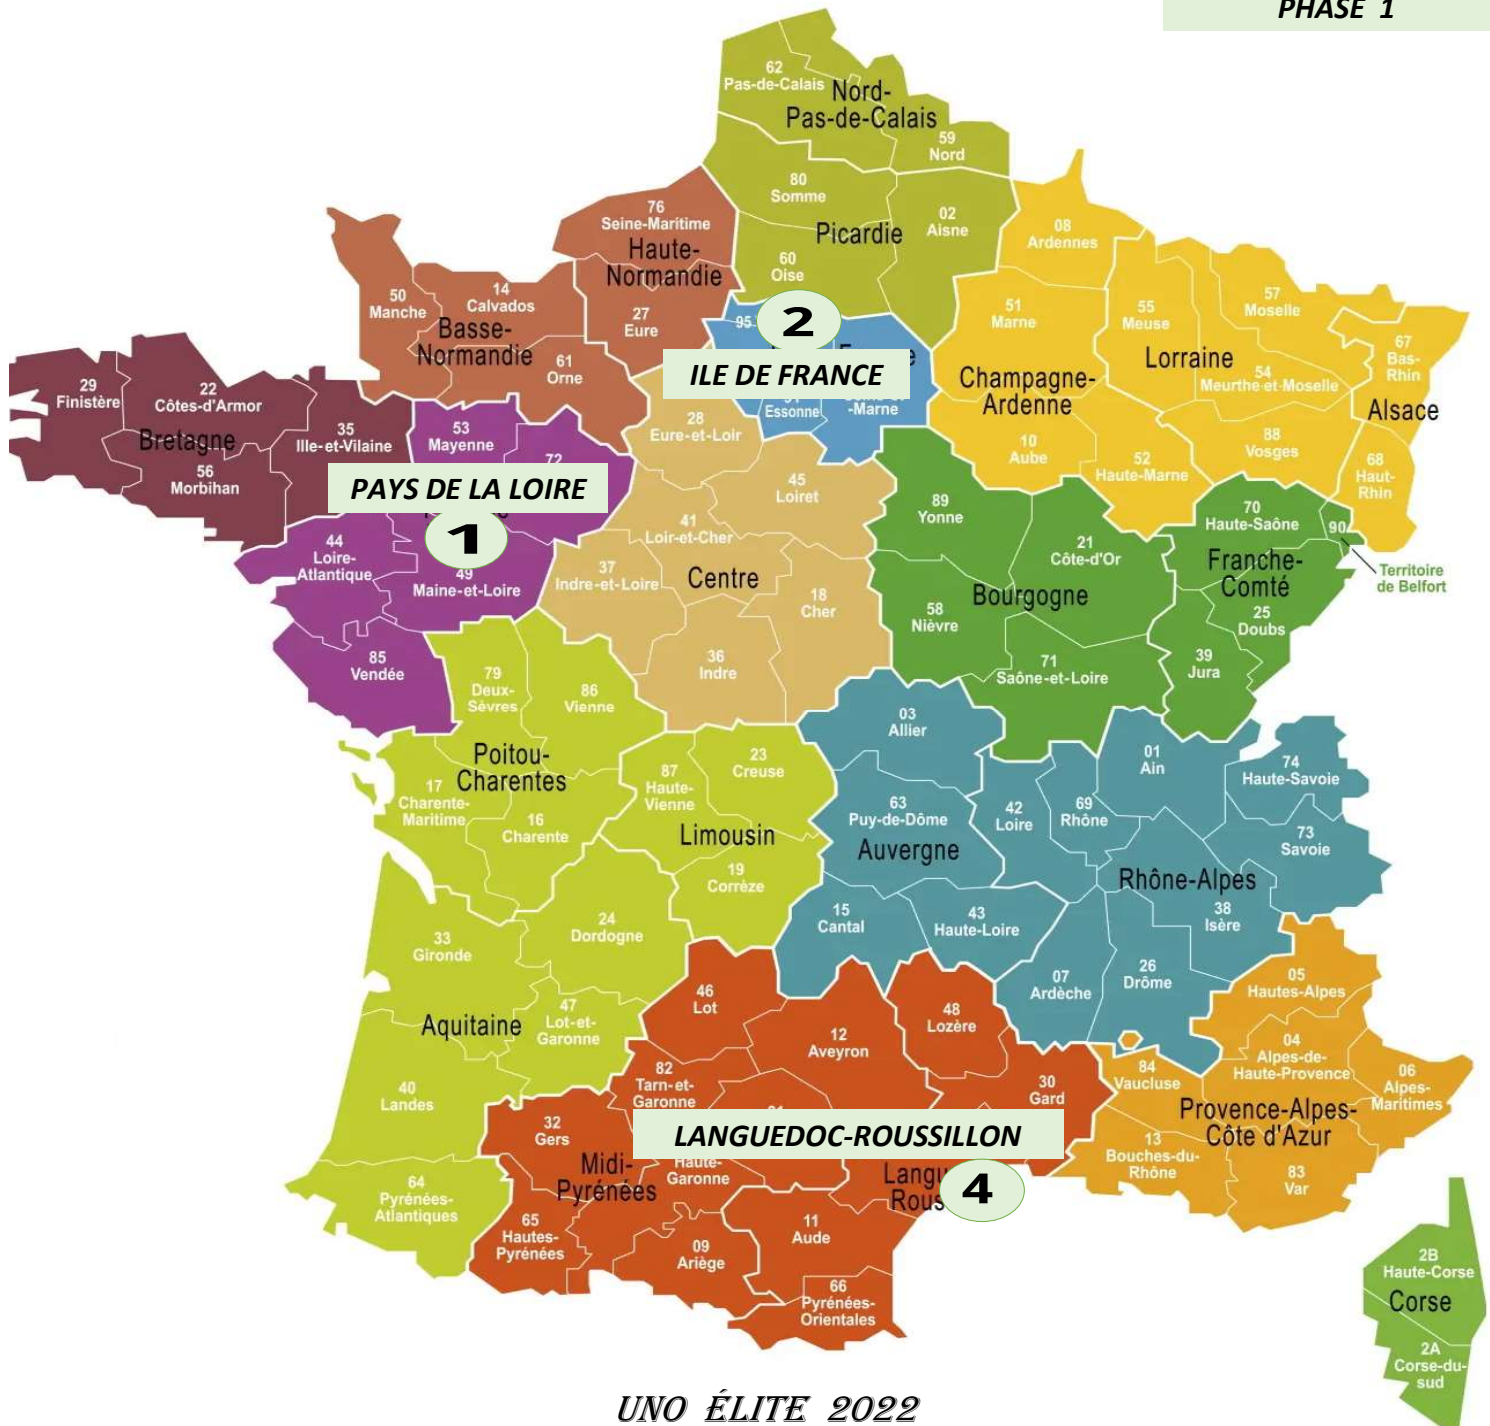 PHASE 1
62
Pas-de-Calais
Nord-
Pas-de-Calais
59
Nord
80
Somme
Picardie
02
Aisne
60
Oise
76
Seine-Maritime
Haute-
Normandie
27
Eure
50
Manche
14
Calvados
Basse-
Normandie
61
Orne
08
Ardennes
51
Marne
Champagne-
Ardenne
10
Aube
52
Haute-Marne
55
Meuse
57
Moselle
Lorraine
54
Meurthe-et-Moselle
88
Vosges
67
Bas-
Rhin
Alsace
68
Haut-
Rhin
95
2
ILE DE FRANCE
Essonne
-Marne
29
Finistère
22
Côtes-d'Armor
Bretagne
35
Ille-et-Vilaine
56
Morbihan
53
Mayenne
72
PAYS DE LA LOIRE
1
44
Loire-
Atlantique
49
Maine-et-Loire
85
Vendée
28
Eure-et-Loir
45
Loiret
41
Loir-et-Cher
37
Indre-et-Loire
Centre
18
Cher
36
Indre
89
Yonne
21
Côte-d'Or
Bourgogne
58
Nièvre
71
Saône-et-Loire
70
Haute-Saône
90
Territoire
de Belfort
Franche-
Comté
25
Doubs
39
Jura
79
Deux-
Sèvres
86
Vienne
Poitou-
Charentes
17
Charente-
Maritime
16
Charente
87
Haute-
Vienne
23
Creuse
Limousin
19
Corrèze
03
Allier
63
Puy-de-Dôme
Auvergne
15
Cantal
43
Haute-Loire
42
Loire
69
Rhône
01
Ain
74
Haute-Savoie
73
Savoie
Rhône-Alpes
38
Isère
07
Ardèche
26
Drôme
33
Gironde
24
Dordogne
47
Lot-et-
Garonne
Aquitaine
40
Landes
64
Pyrénées-
Atlantiques
46
Lot
12
Aveyron
82
Tarn-et-
Garonne
32
Gers
Midi-
Pyrénées
Haute-
Garonne
65
Hautes-
Pyrénées
09
Ariège
48
Lozère
30
Gard
LANGUEDOC-ROUSSILLON
4
11
Aude
66
Pyrénées-
Orientales
05
Hautes-Alpes
04
Alpes-de-
Haute-Provence
06
Alpes-
Maritimes
84
Vaucluse
Provence-Alpes-
Côte d'Azur
13
Bouches-du-
Rhône
83
Var
2B
Haute-Corse
Corse
2A
Corse-du-
sud
UNO ÉLITE 2022